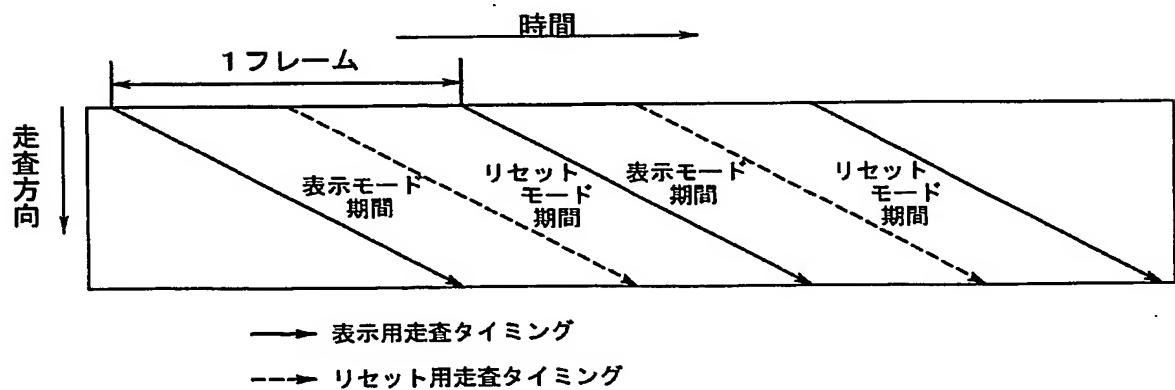 時間
1フレーム
走査方向
表示モード
期間
リセット
モード
期間
表示モード
期間
リセット
モード
期間
表示用走査タイミング
リセット用走査タイミング